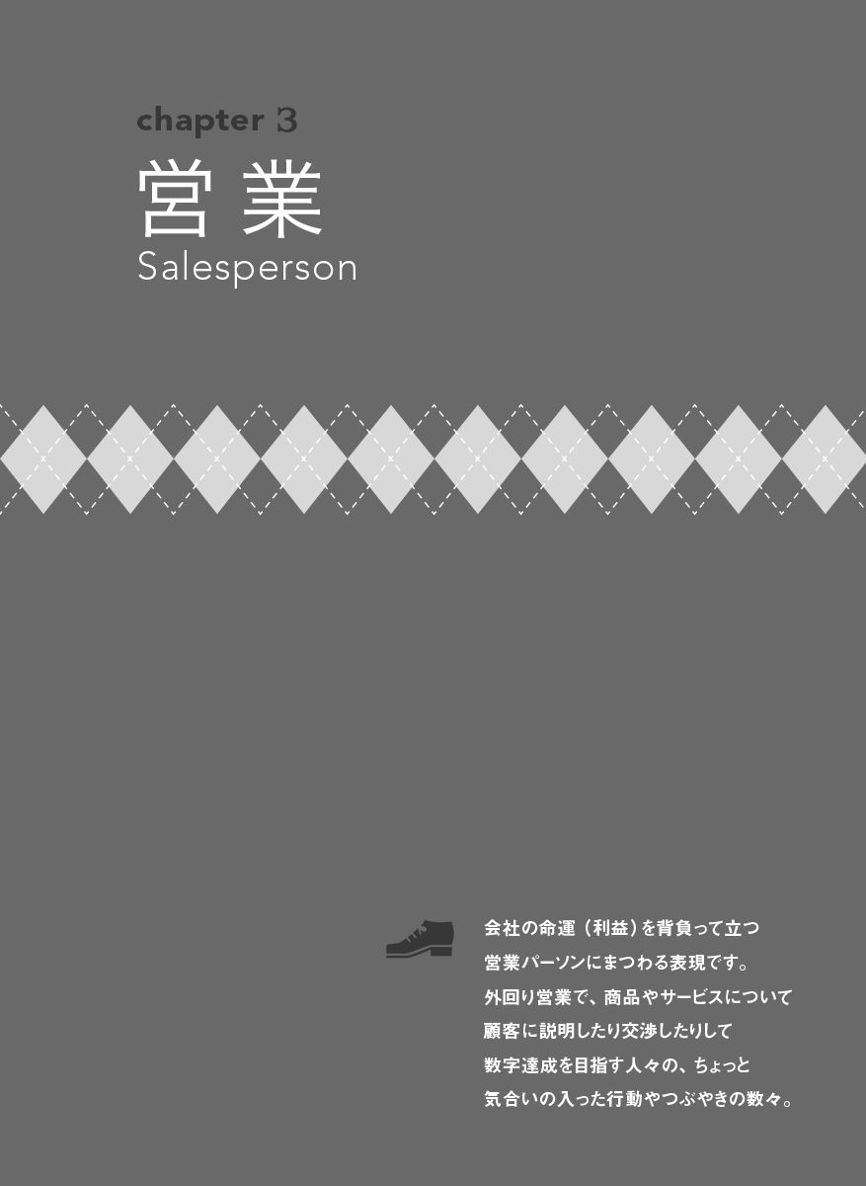 chapter 3
営業
Salesperson
会社の命運（利益）を背負って立つ
営業パーソンにまつわる表現です。
外回り営業で、商品やサービスについて
顧客に説明したり交渉したりして
数字達成を目指す人々の、ちょっと
気合いの入った行動やつぶやきの数々。